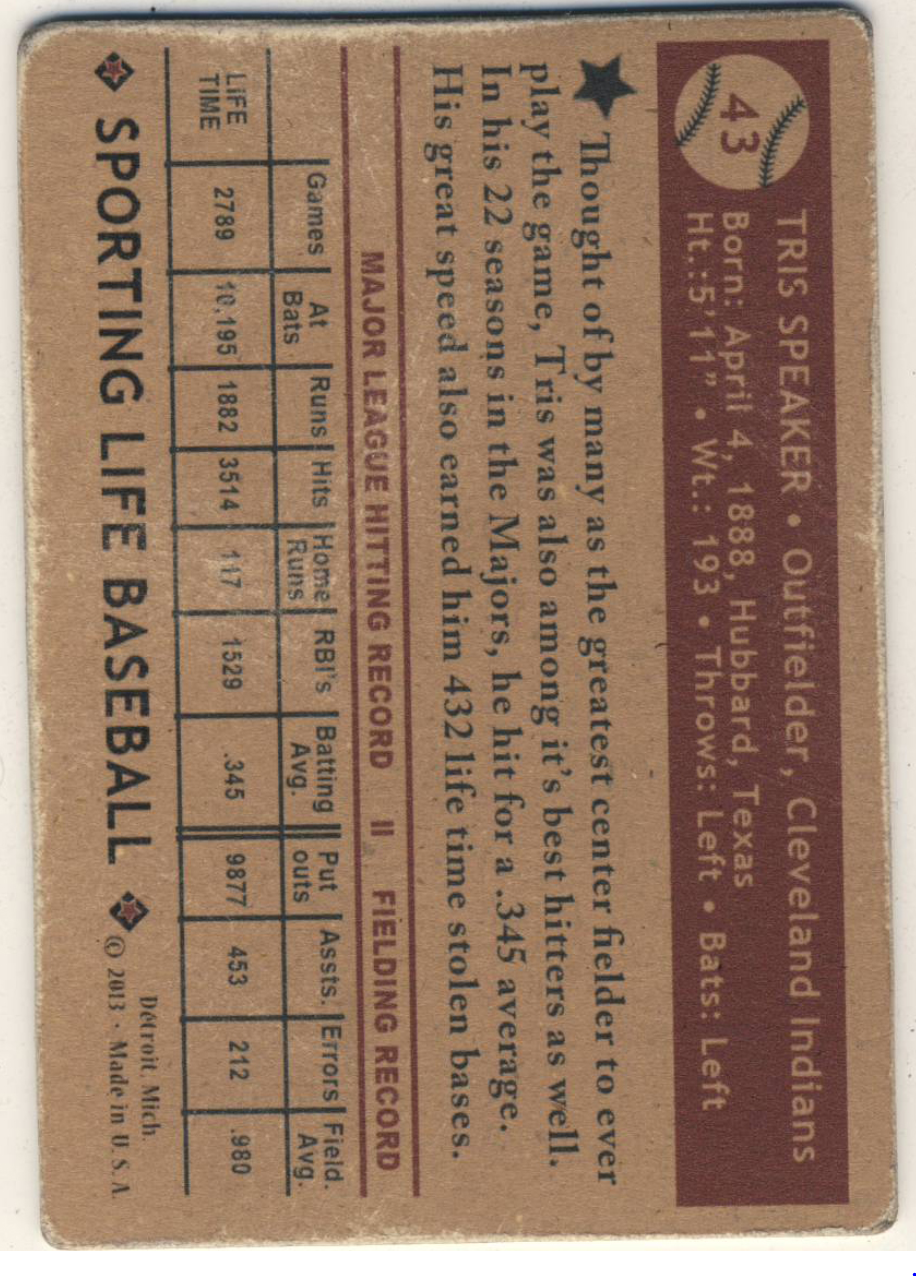 43
TRIS SPEAKER • Outfielder, Cleveland Indians
Born: April 4, 1888, Hubbard, Texas
Ht.:5'11” • Wt.: 193 • Throws: Left • Bats: Left
★ Thought of by many as the greatest center fielder to ever
play the game, Tris was also among it's best hitters as well.
In his 22 seasons in the Majors, he hit for a .345 average.
His great speed also earned him 432 life time stolen bases.
MAJOR LEAGUE HITTING RECORD II FIELDING RECORD
Games At Bats Runs Hits Home Runs RBI's Batting Avg. Put outs Assts. Errors Field. Avg.
LIFE TIME 2789 10,195 1882 3514 117 1529 .345 9877 453 212 .980
SPORTING LIFE BASEBALL
Detroit, Mich.
© 2013 • Made in U. S. A.